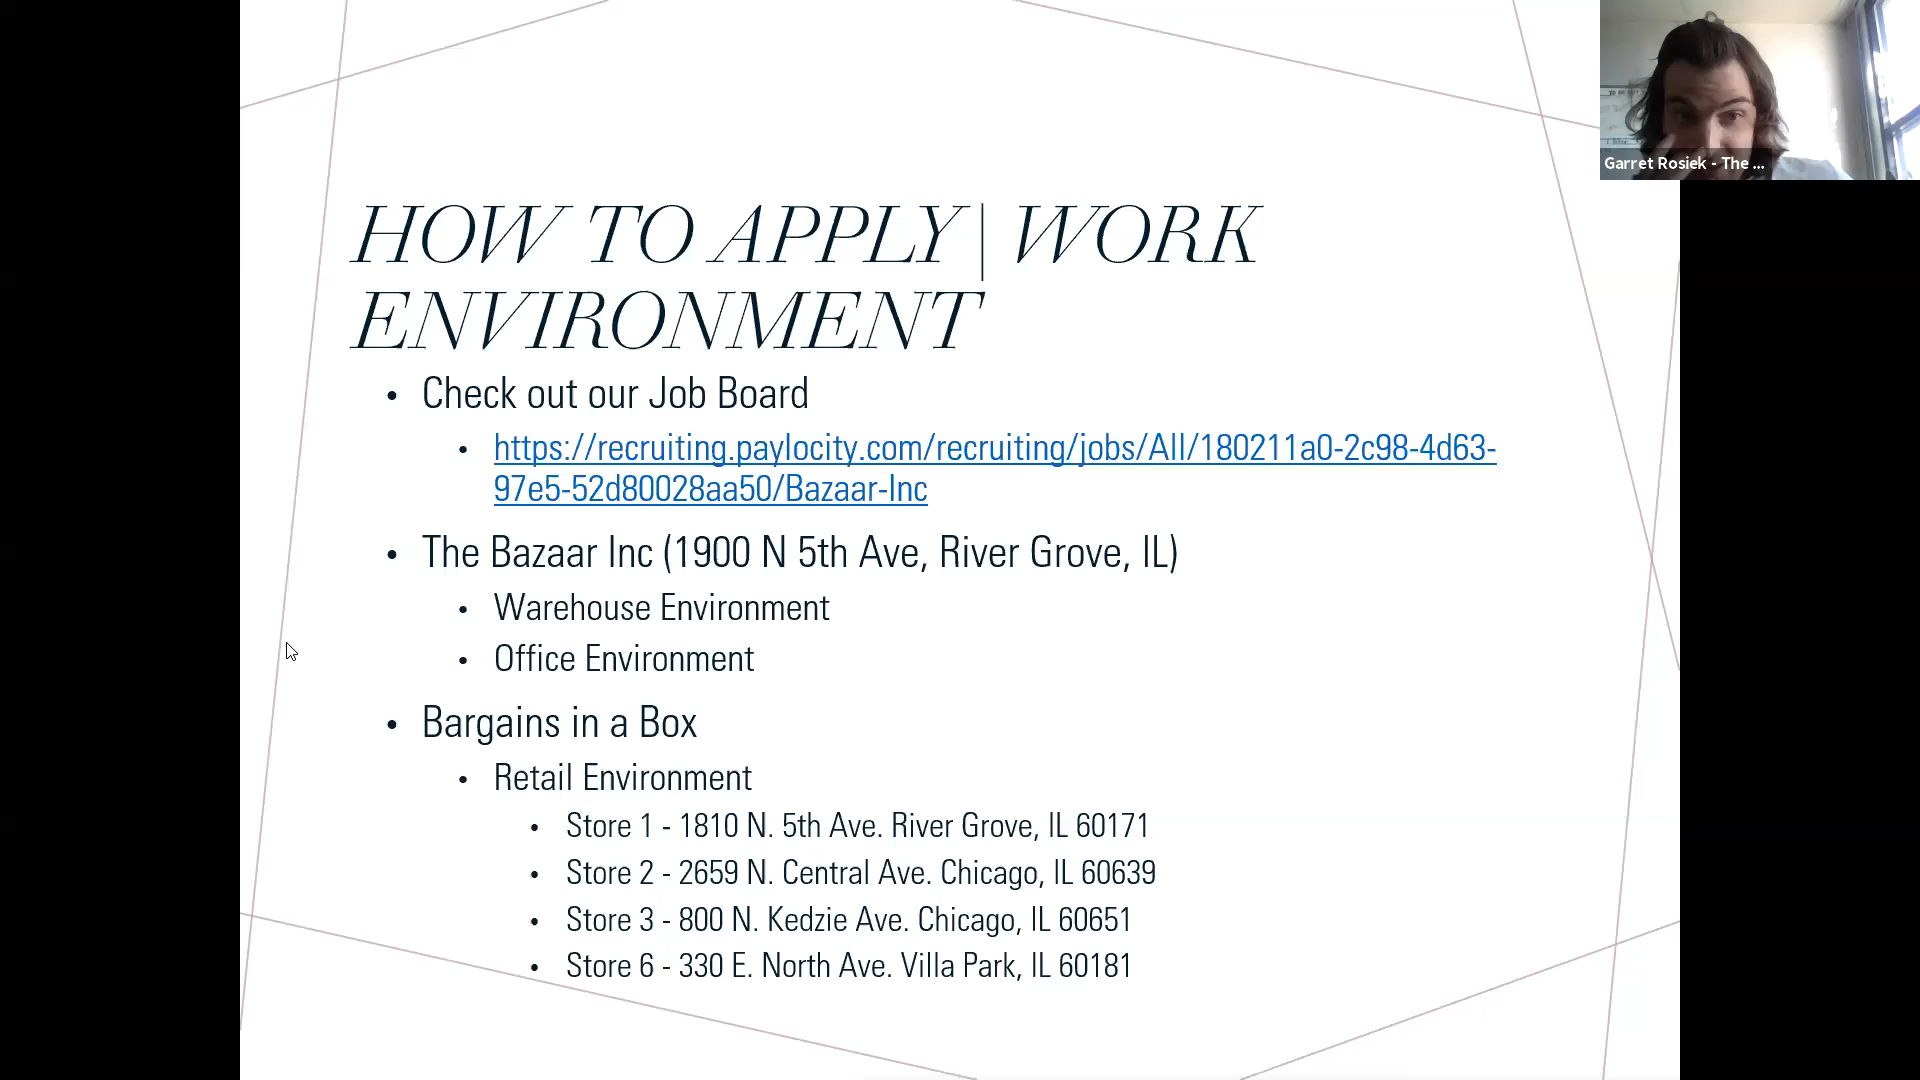 HOW TO APPLY | WORK
ENVIRONMENT
• Check out our Job Board
• https://recruiting.paylocity.com/recruiting/jobs/All/180211a0-2c98-4d63-
97e5-52d80028aa50/Bazaar-Inc
• The Bazaar Inc (1900 N 5th Ave, River Grove, IL)
• Warehouse Environment
• Office Environment
• Bargains in a Box
• Retail Environment
• Store 1 - 1810 N. 5th Ave. River Grove, IL 60171
• Store 2 - 2659 N. Central Ave. Chicago, IL 60639
• Store 3 - 800 N. Kedzie Ave. Chicago, IL 60651
• Store 6 - 330 E. North Ave. Villa Park, IL 60181
Garret Rosiek - The ...